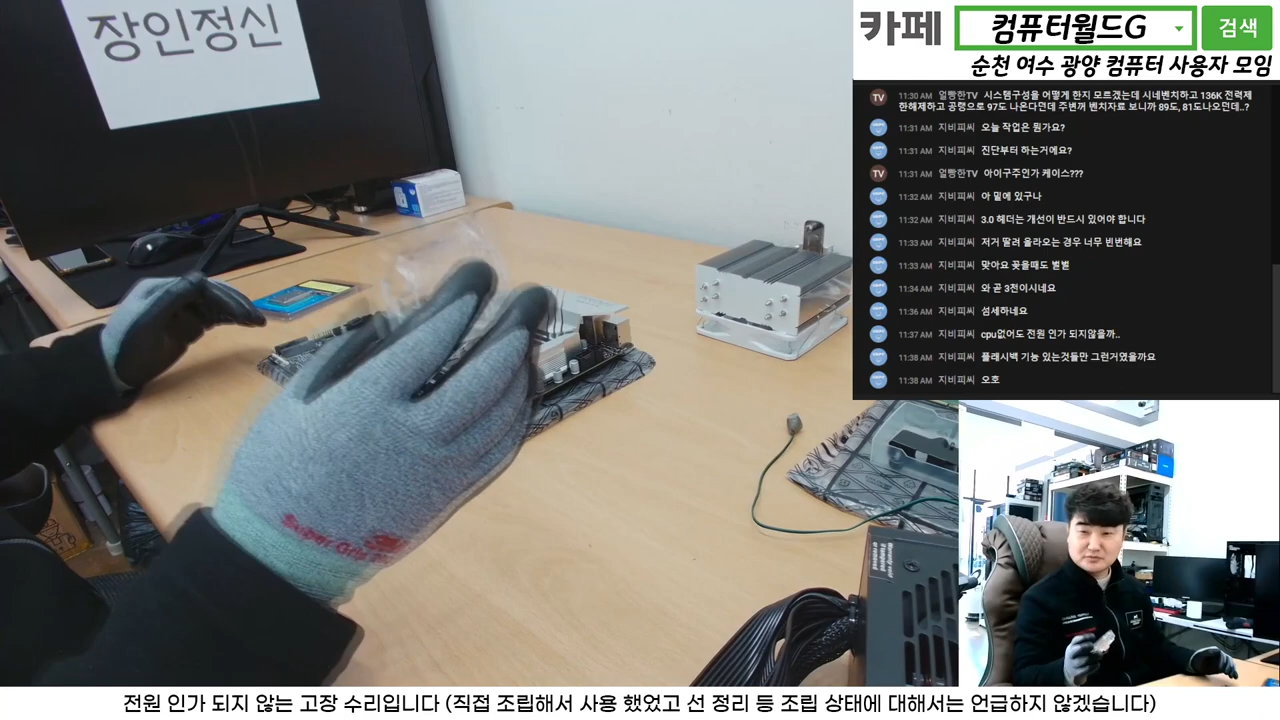 장인정신
카페 컴퓨터월드G 검색
순천 여수 광양 컴퓨터 사용자 모임
TV 11:30 AM 얼빵한TV 시스템구성을 어떻게 한지 모르겠는데 시네벤치하고 136K 전력제
한해제하고 공랭으로 97도 나온다던데 주변꺼 벤치자료 보니까 89도, 81도나오던데..?
11:31 AM 지비피씨 오늘 작업은 뭔가요?
11:31 AM 지비피씨 진단부터 하는거에요?
TV 11:31 AM 얼빵한TV 아이구주인가 케이스???
11:32 AM 지비피씨 아 밑에 있구나
11:32 AM 지비피씨 3.0 헤더는 개선이 반드시 있어야 합니다
11:33 AM 지비피씨 저거 딸려 올라오는 경우 너무 빈번해요
11:33 AM 지비피씨 맞아요 꽂을때도 벌벌
11:34 AM 지비피씨 와 곧 3천이시네요
11:36 AM 지비피씨 섬세하네요
11:37 AM 지비피씨 cpu없어도 전원 인가 되지않을까..
11:38 AM 지비피씨 플래시백 기능 있는것들만 그런거였을까요
11:38 AM 지비피씨 오호
Super Grip
3M
Warranty void
if tampered
or removed
전원 인가 되지 않는 고장 수리입니다 (직접 조립해서 사용 했었고 선 정리 등 조립 상태에 대해서는 언급하지 않겠습니다)